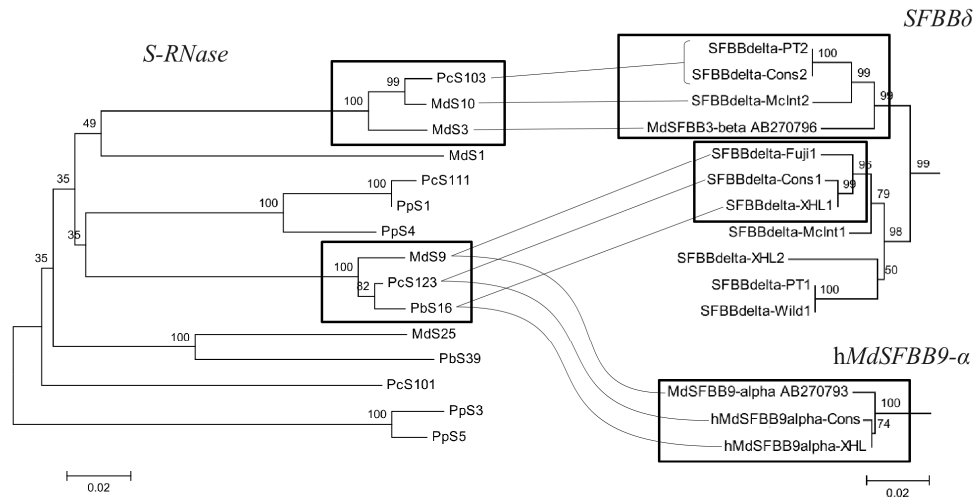 S-RNase
SFBBδ
PcS103
MdS10
MdS3
MdS1
PcS111
PpS1
PpS4
MdS9
PcS123
PbS16
MdS25
PbS39
PcS101
PpS3
PpS5
99
100
49
35
100
100
35
100
82
35
100
100
0.02
SFBBdelta-PT2
SFBBdelta-Cons2
SFBBdelta-McInt2
MdSFBB3-beta AB270796
SFBBdelta-Fuji1
SFBBdelta-Cons1
SFBBdelta-XHL1
SFBBdelta-McInt1
SFBBdelta-XHL2
SFBBdelta-PT1
SFBBdelta-Wild1
100
99
99
99
95
99
79
98
50
100
hMdSFBB9-α
MdSFBB9-alpha AB270793
hMdSFBB9alpha-Cons
hMdSFBB9alpha-XHL
100
74
0.02